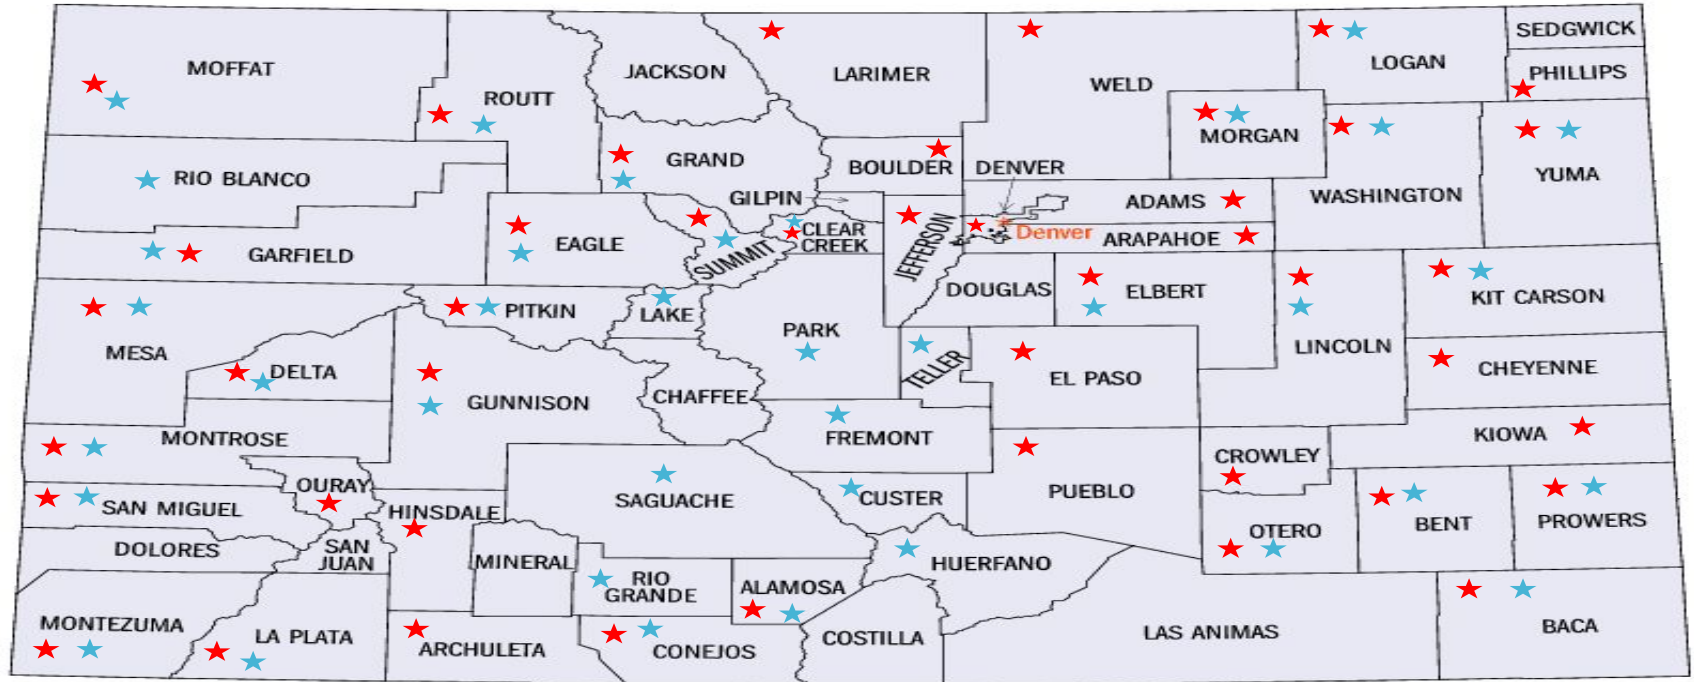 SEDGWICK
MOFFAT
JACKSON
LARIMER
LOGAN
PHILLIPS
WELD
ROUTT
MORGAN
GRAND
BOULDER
DENVER
YUMA
RIO BLANCO
GILPIN
ADAMS
WASHINGTON
CLEAR
CREEK
JEFFERSON
Denver
ARAPAHOE
GARFIELD
EAGLE
SUMMIT
DOUGLAS
ELBERT
KIT CARSON
PITKIN
LAKE
PARK
LINCOLN
MESA
DELTA
TELLER
EL PASO
CHEYENNE
GUNNISON
CHAFFEE
MONTROSE
FREMONT
KIOWA
CROWLEY
OURAY
SAGUACHE
CUSTER
PUEBLO
SAN MIGUEL
HINSDALE
OTERO
BENT
PROWERS
DOLORES
SAN
JUAN
MINERAL
HUERFANO
RIO
GRANDE
ALAMOSA
MONTEZUMA
LA PLATA
ARCHULETA
CONEJOS
COSTILLA
LAS ANIMAS
BACA